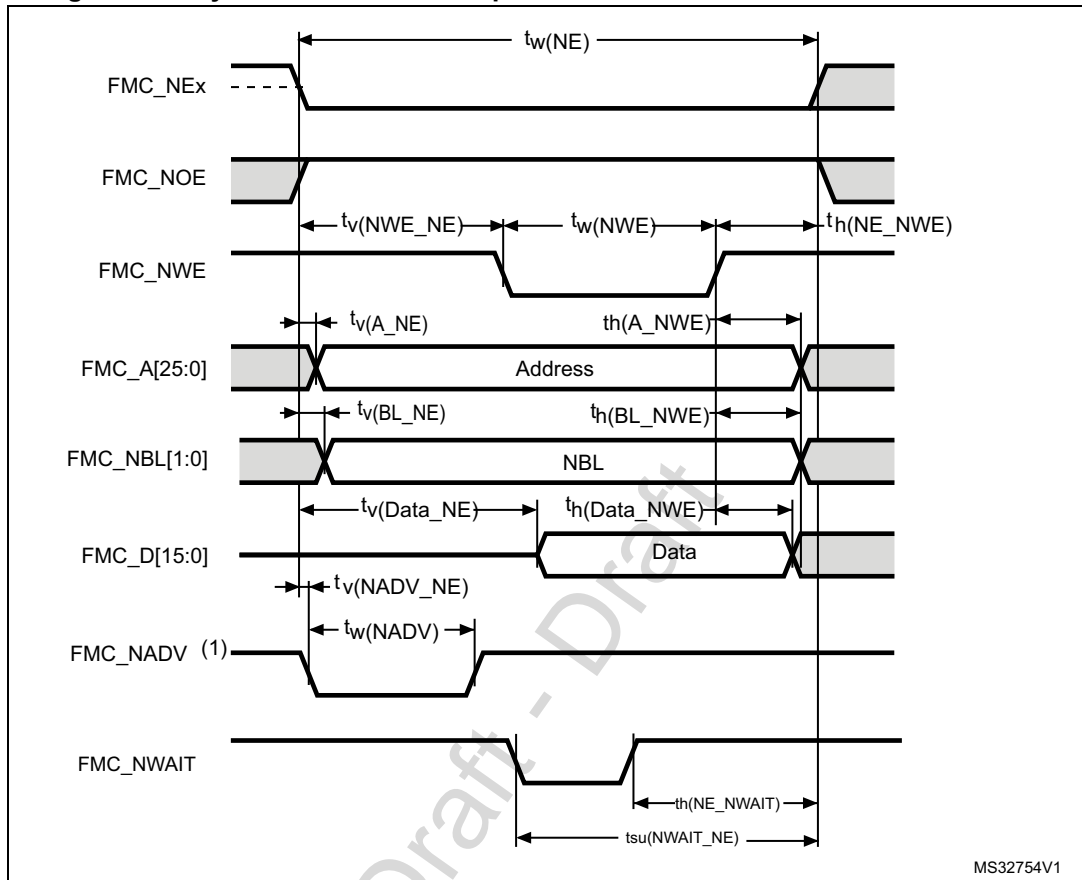 tw(NE)
FMC_NEx
FMC_NOE
tv(NWE_NE)
tw(NWE)
th(NE_NWE)
FMC_NWE
tv(A_NE)
th(A_NWE)
FMC_A[25:0]
Address
tv(BL_NE)
th(BL_NWE)
FMC_NBL[1:0]
NBL
tv(Data_NE)
th(Data_NWE)
FMC_D[15:0]
Data
tv(NADV_NE)
tw(NADV)
FMC_NADV (1)
FMC_NWAIT
th(NE_NWAIT)
tsu(NWAIT_NE)
MS32754V1
Draft - Draft